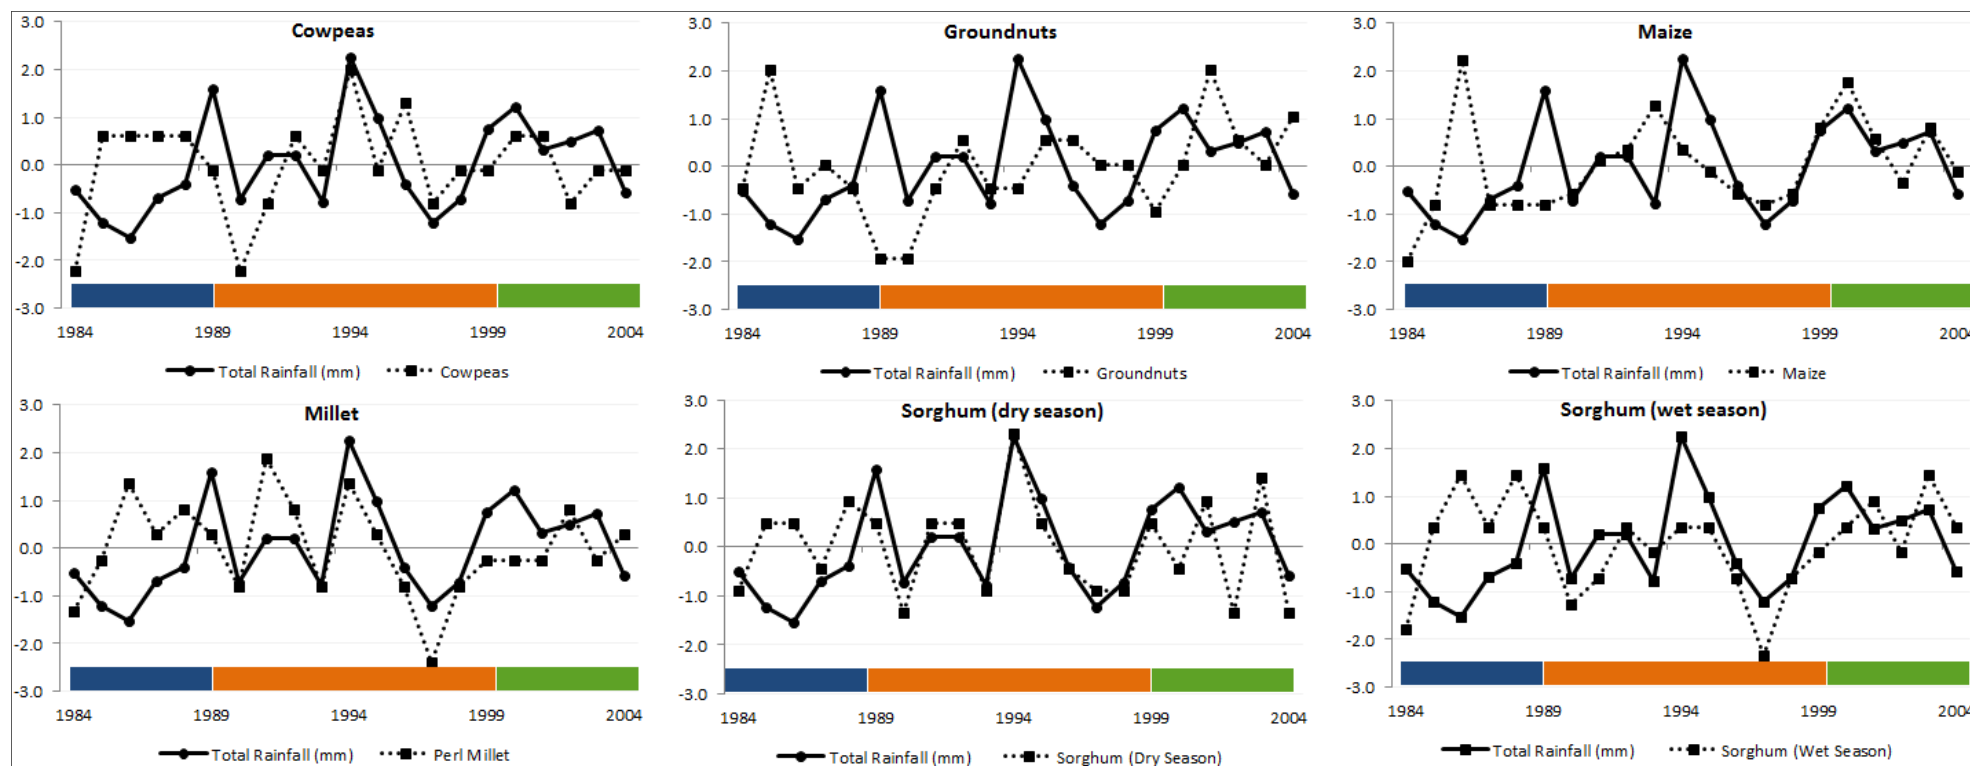 Cowpeas
3.0
2.0
1.0
0.0
-1.0
-2.0
-3.0
1984 1989 1994 1999 2004
Total Rainfall (mm) Cowpeas
Groundnuts
3.0
2.0
1.0
0.0
-1.0
-2.0
-3.0
1984 1989 1994 1999 2004
Total Rainfall (mm) Groundnuts
Maize
3.0
2.0
1.0
0.0
-1.0
-2.0
-3.0
1984 1989 1994 1999 2004
Total Rainfall (mm) Maize
Millet
3.0
2.0
1.0
0.0
-1.0
-2.0
-3.0
1984 1989 1994 1999 2004
Total Rainfall (mm) Perl Millet
Sorghum (dry season)
3.0
2.0
1.0
0.0
-1.0
-2.0
-3.0
1984 1989 1994 1999 2004
Total Rainfall (mm) Sorghum (Dry Season)
Sorghum (wet season)
3.0
2.0
1.0
0.0
-1.0
-2.0
-3.0
1984 1989 1994 1999 2004
Total Rainfall (mm) Sorghum (Wet Season)